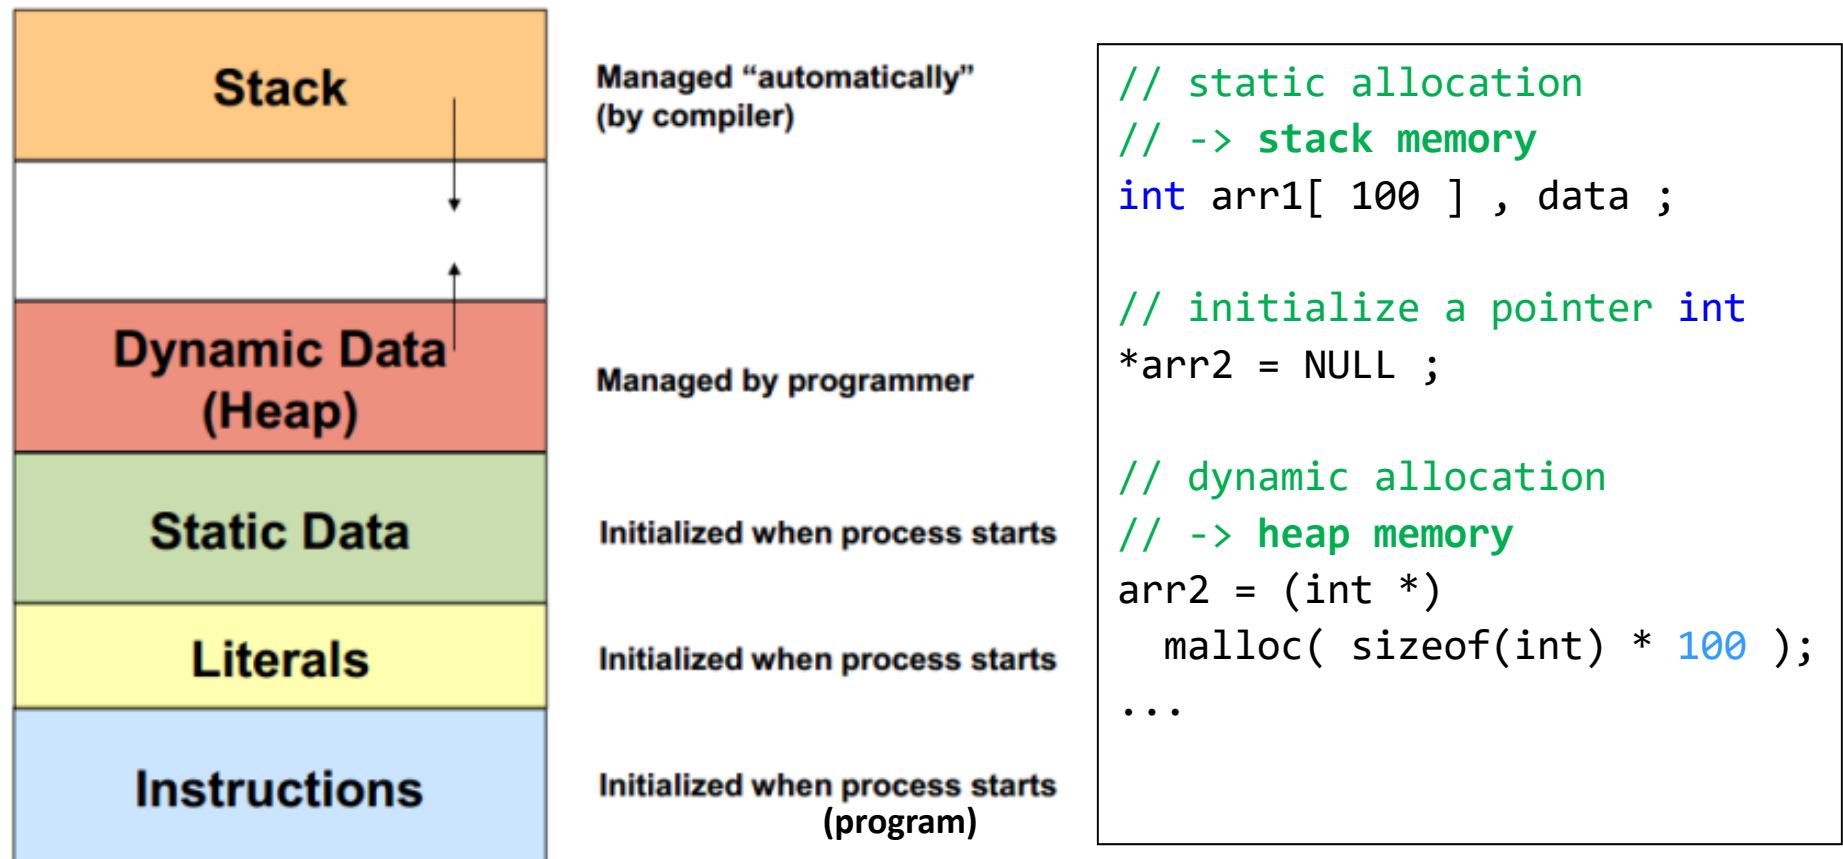 Stack
Managed “automatically”
(by compiler)
Dynamic Data
(Heap)
Managed by programmer
Static Data
Initialized when process starts
Literals
Initialized when process starts
Instructions
Initialized when process starts
(program)
// static allocation
// -> stack memory
int arr1[ 100 ] , data ;
// initialize a pointer int
*arr2 = NULL ;
// dynamic allocation
// -> heap memory
arr2 = (int *)
malloc( sizeof(int) * 100 );
...